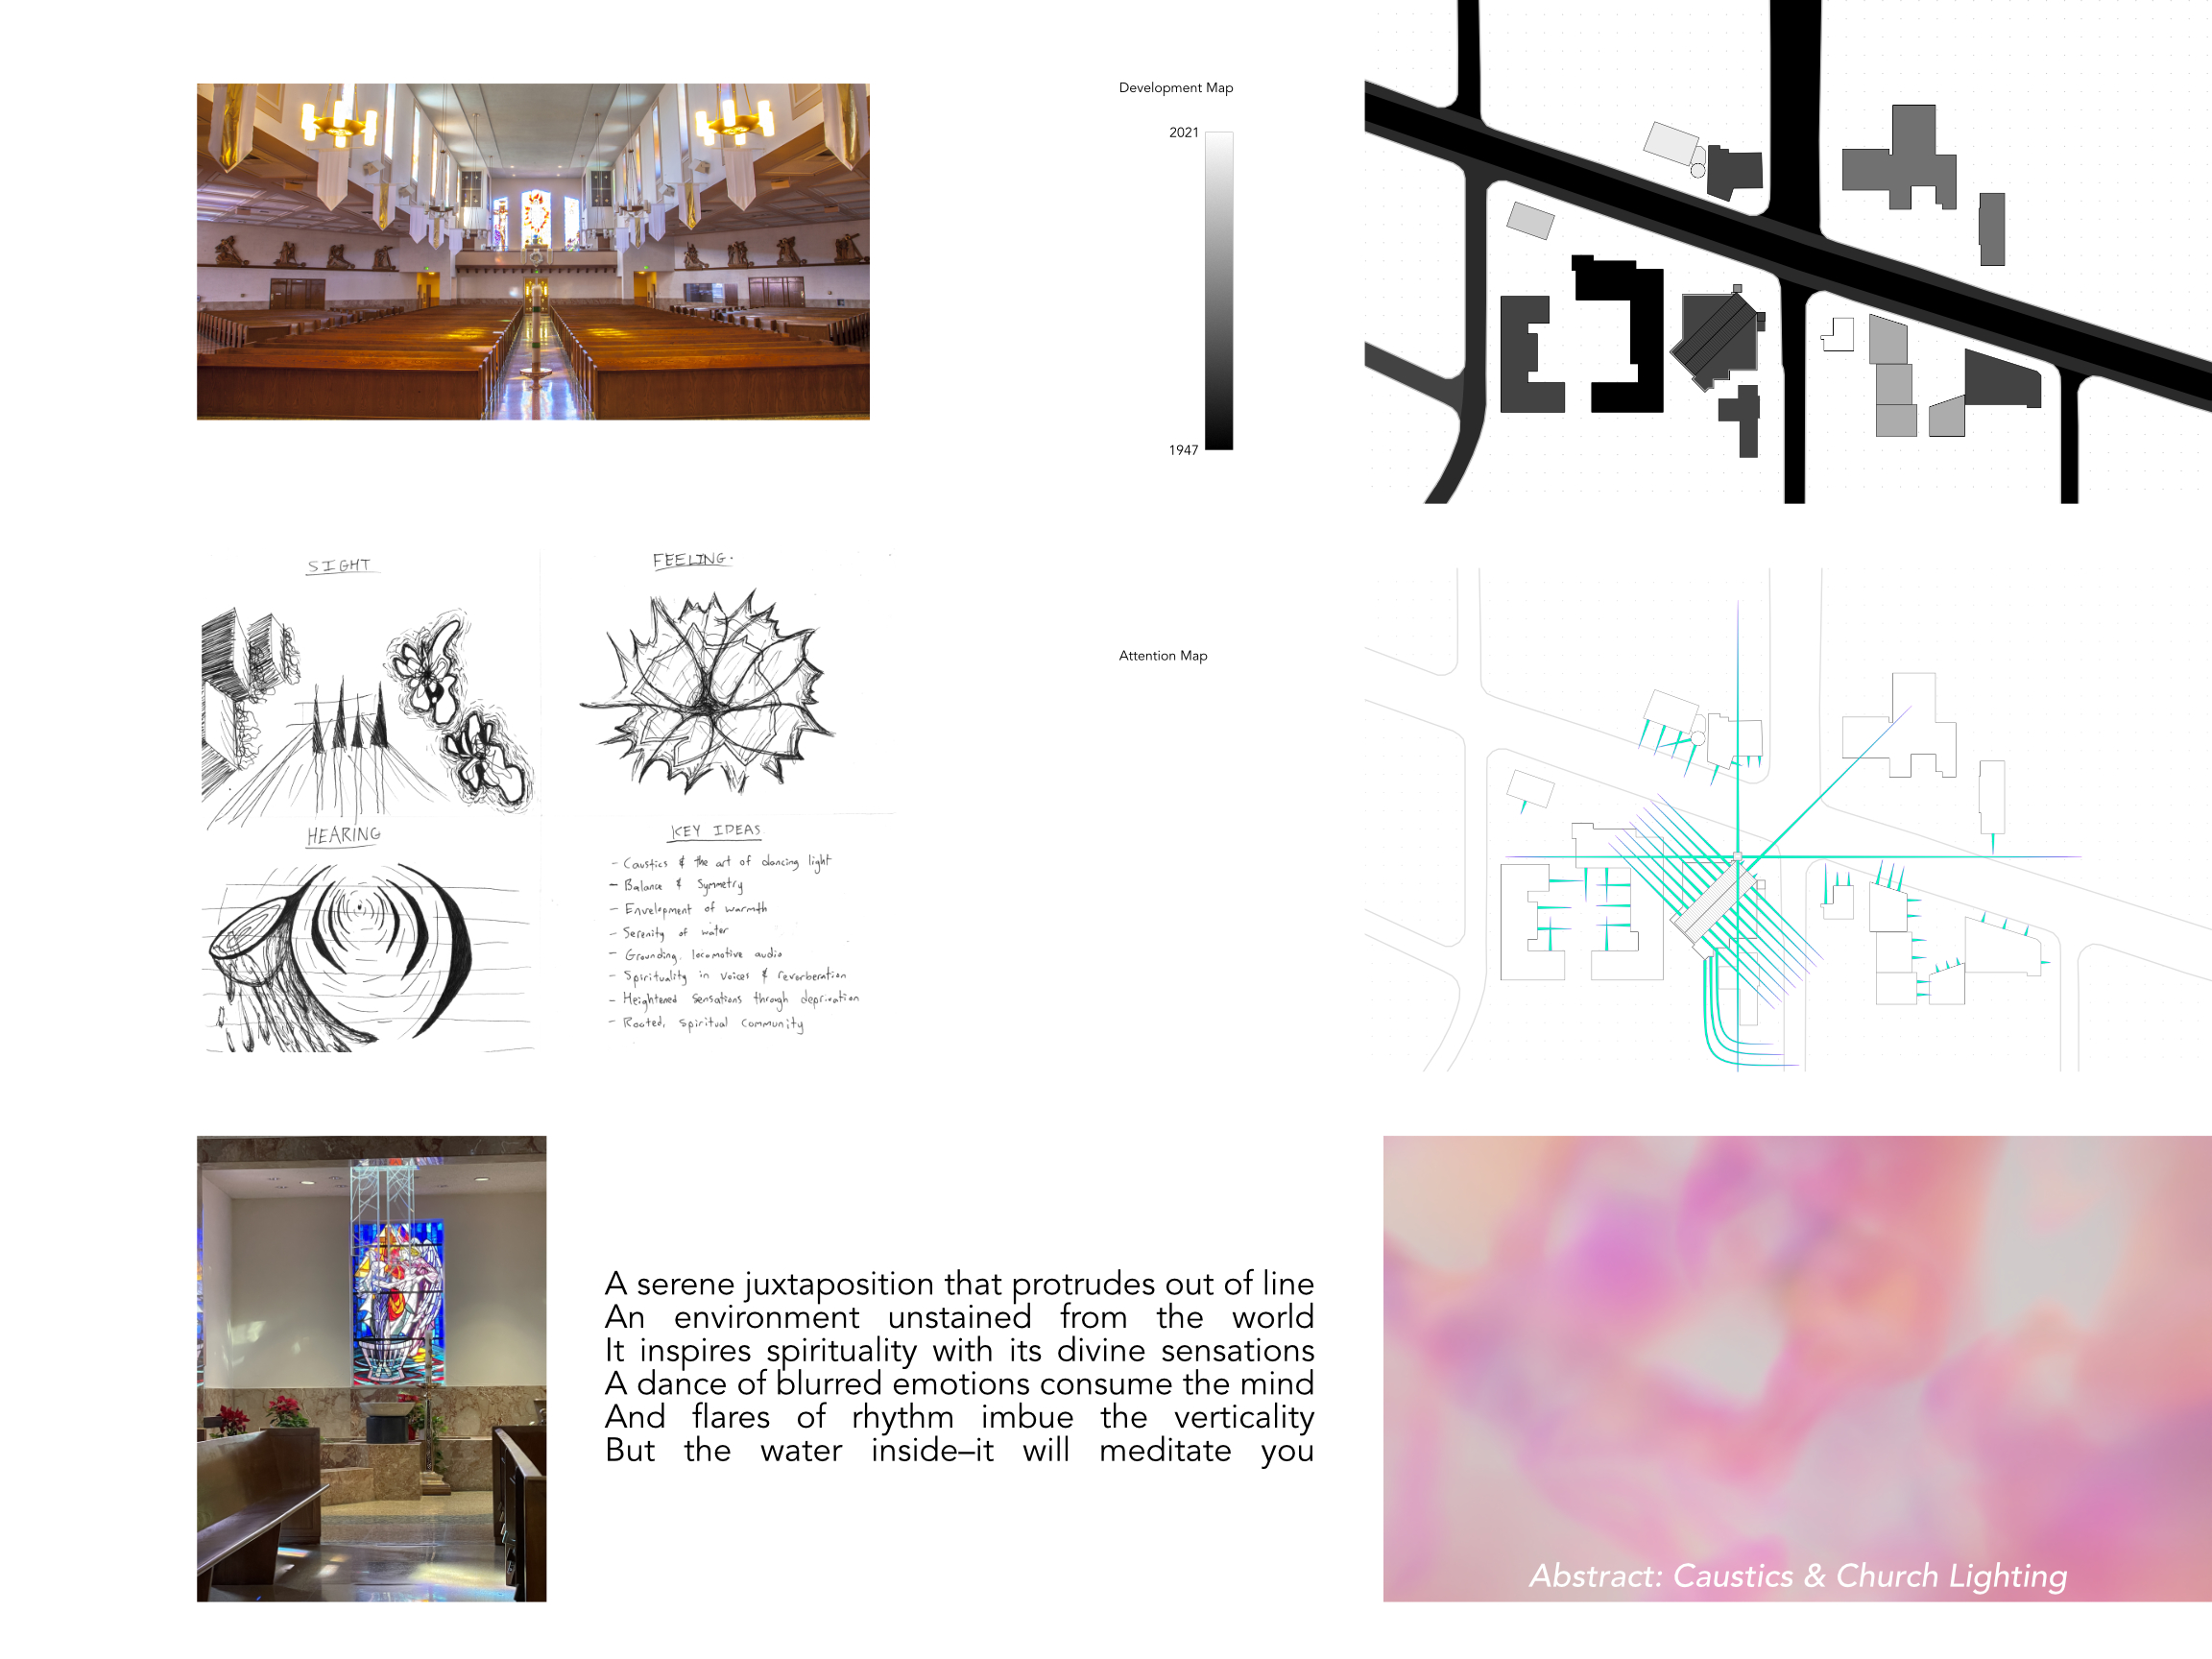 Development Map
2021
1947
SIGHT
FEELING.
HEARING
KEY IDEAS
- Caustics & the art of dancing light
- Balance & Symmetry
- Envelopment of warmth
- Serenity of water
- Grounding, locomotive audio
- Spirituality in voices & reverberation
- Heightened sensations through deprivation
- Rooted, Spiritual Community
Attention Map
A serene juxtaposition that protrudes out of line
An environment unstained from the world
It inspires spirituality with its divine sensations
A dance of blurred emotions consume the mind
And flares of rhythm imbue the verticality
But the water inside–it will meditate you
Abstract: Caustics & Church Lighting